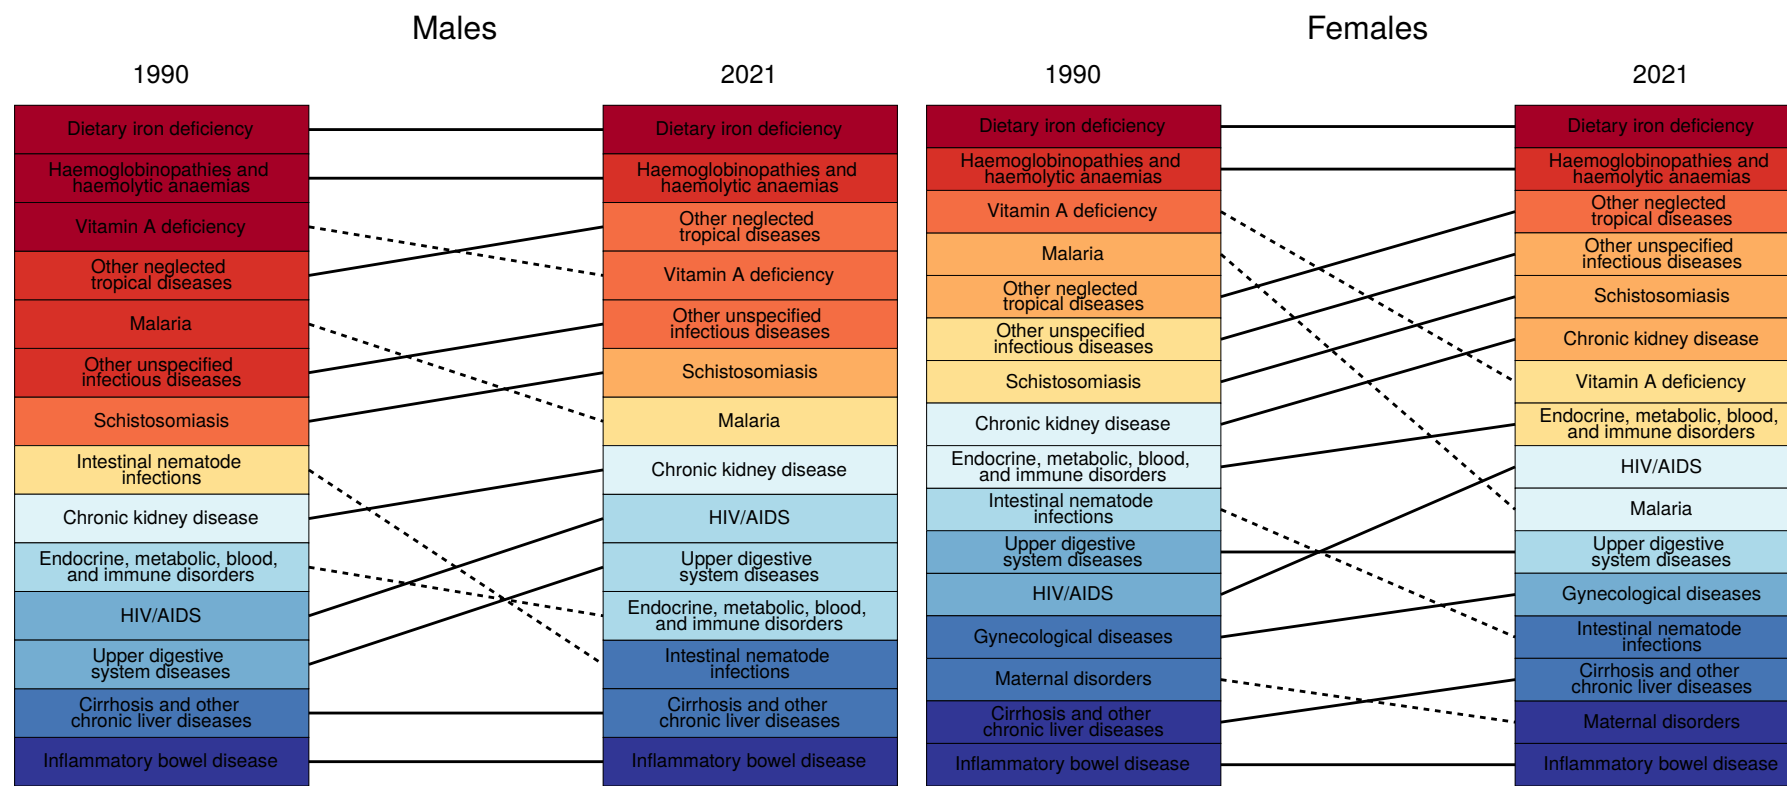 Males
1990
2021
Dietary iron deficiency
Haemoglobinopathies and
haemolytic anaemias
Vitamin A deficiency
Other neglected
tropical diseases
Malaria
Other unspecified
infectious diseases
Schistosomiasis
Intestinal nematode
infections
Chronic kidney disease
Endocrine, metabolic, blood,
and immune disorders
HIV/AIDS
Upper digestive
system diseases
Cirrhosis and other
chronic liver diseases
Inflammatory bowel disease
Dietary iron deficiency
Haemoglobinopathies and
haemolytic anaemias
Other neglected
tropical diseases
Vitamin A deficiency
Other unspecified
infectious diseases
Schistosomiasis
Malaria
Chronic kidney disease
HIV/AIDS
Upper digestive
system diseases
Endocrine, metabolic, blood,
and immune disorders
Intestinal nematode
infections
Cirrhosis and other
chronic liver diseases
Inflammatory bowel disease
Females
1990
2021
Dietary iron deficiency
Haemoglobinopathies and
haemolytic anaemias
Vitamin A deficiency
Malaria
Other neglected
tropical diseases
Other unspecified
infectious diseases
Schistosomiasis
Chronic kidney disease
Endocrine, metabolic, blood,
and immune disorders
Intestinal nematode
infections
Upper digestive
system diseases
HIV/AIDS
Gynecological diseases
Maternal disorders
Cirrhosis and other
chronic liver diseases
Inflammatory bowel disease
Dietary iron deficiency
Haemoglobinopathies and
haemolytic anaemias
Other neglected
tropical diseases
Other unspecified
infectious diseases
Schistosomiasis
Chronic kidney disease
Vitamin A deficiency
Endocrine, metabolic, blood,
and immune disorders
HIV/AIDS
Malaria
Upper digestive
system diseases
Gynecological diseases
Intestinal nematode
infections
Cirrhosis and other
chronic liver diseases
Maternal disorders
Inflammatory bowel disease